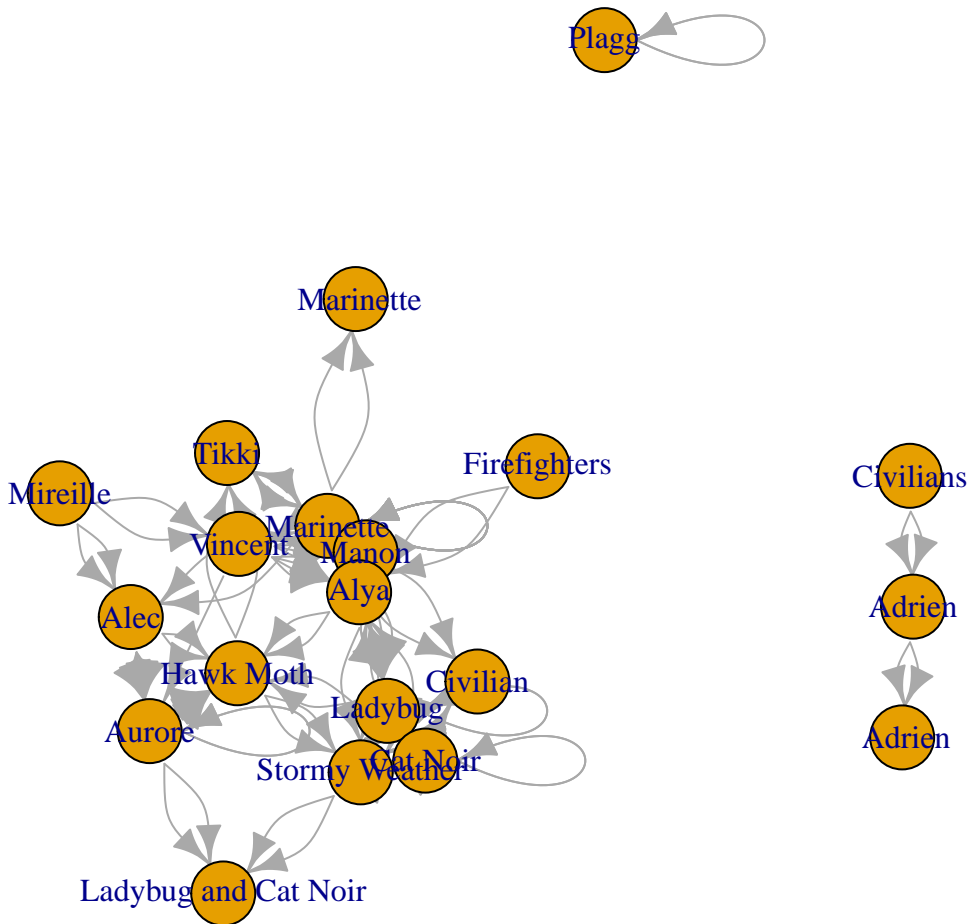 Plagg
Marinette
Tikki
Firefighters
Civilians
Mireille
Marinette
Vincent
Manon
Alya
Alec
Adrien
Hawk Moth
Civilian
Ladybug
Aurore
Adrien
Stormy Weather
Cat Noir
Ladybug and Cat Noir